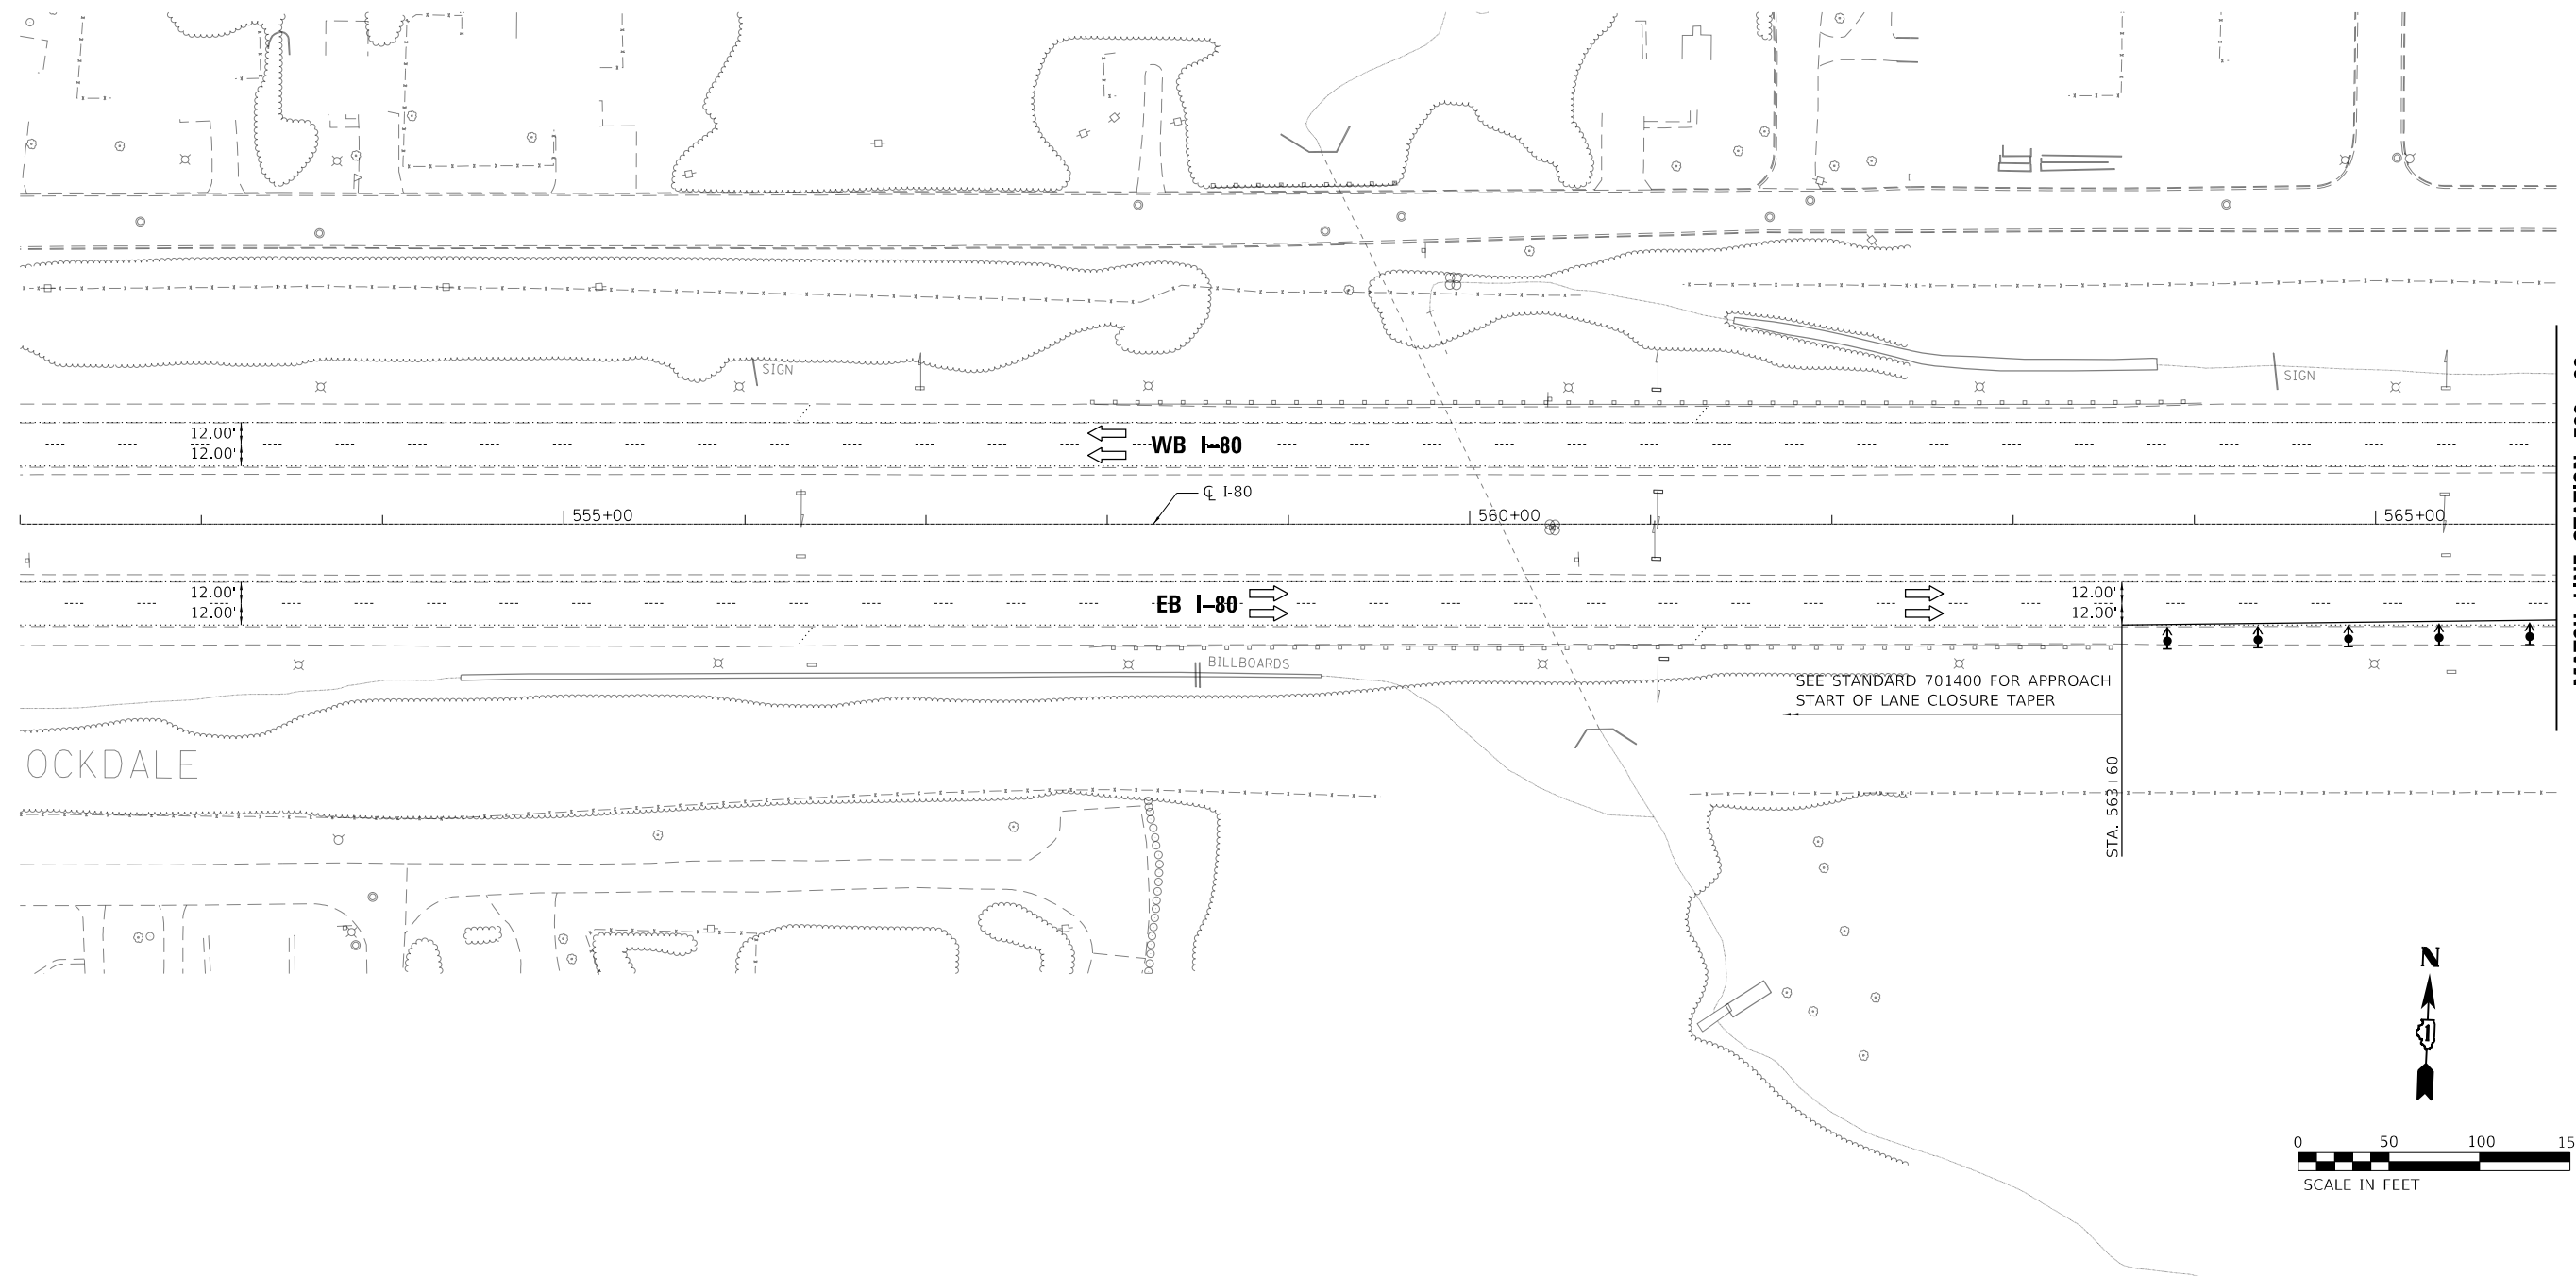 SIGN
SIGN
12.00'
12.00'
WB I-80
℄ I-80
555+00
560+00
565+00
12.00'
12.00'
EB I-80
12.00'
12.00'
BILLBOARDS
SEE STANDARD 701400 FOR APPROACH
START OF LANE CLOSURE TAPER
STA. 563+60
OCKDALE
N
1
0 50 100 15
SCALE IN FEET